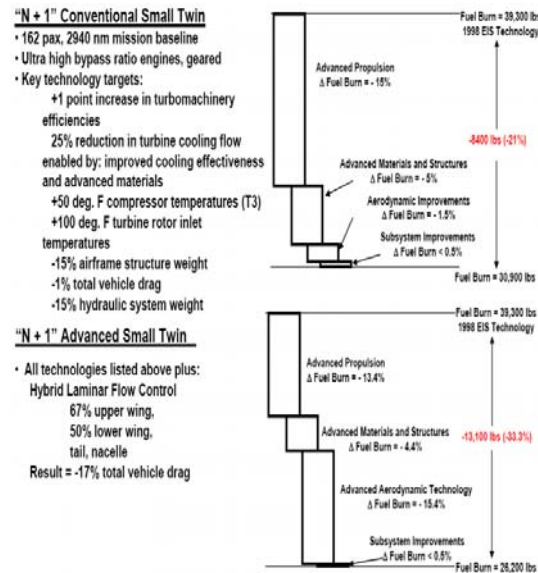 “N + 1” Conventional Small Twin
• 162 pax, 2940 nm mission baseline
• Ultra high bypass ratio engines, geared
• Key technology targets:
+1 point increase in turbomachinery
efficiencies
25% reduction in turbine cooling flow
enabled by: improved cooling effectiveness
and advanced materials
+50 deg. F compressor temperatures (T3)
+100 deg. F turbine rotor inlet
temperatures
-15% airframe structure weight
-1% total vehicle drag
-15% hydraulic system weight
Fuel Burn = 39,300 lbs
1998 EIS Technology
Advanced Propulsion
Δ Fuel Burn = - 15%
-8400 lbs (-21%)
Advanced Materials and Structures
Δ Fuel Burn = - 5%
Aerodynamic Improvements
Δ Fuel Burn = - 1.5%
Subsystem Improvements
Δ Fuel Burn < 0.5%
Fuel Burn = 30,900 lbs
“N + 1” Advanced Small Twin
• All technologies listed above plus:
Hybrid Laminar Flow Control
67% upper wing,
50% lower wing,
tail, nacelle
Result = -17% total vehicle drag
Fuel Burn = 39,300 lbs
1998 EIS Technology
Advanced Propulsion
Δ Fuel Burn = - 13.4%
Advanced Materials and Structures
Δ Fuel Burn = - 4.4%
-13,100 lbs (-33.3%)
Advanced Aerodynamic Technology
Δ Fuel Burn = - 15.4%
Subsystem Improvements
Δ Fuel Burn < 0.5%
Fuel Burn = 26,200 lbs